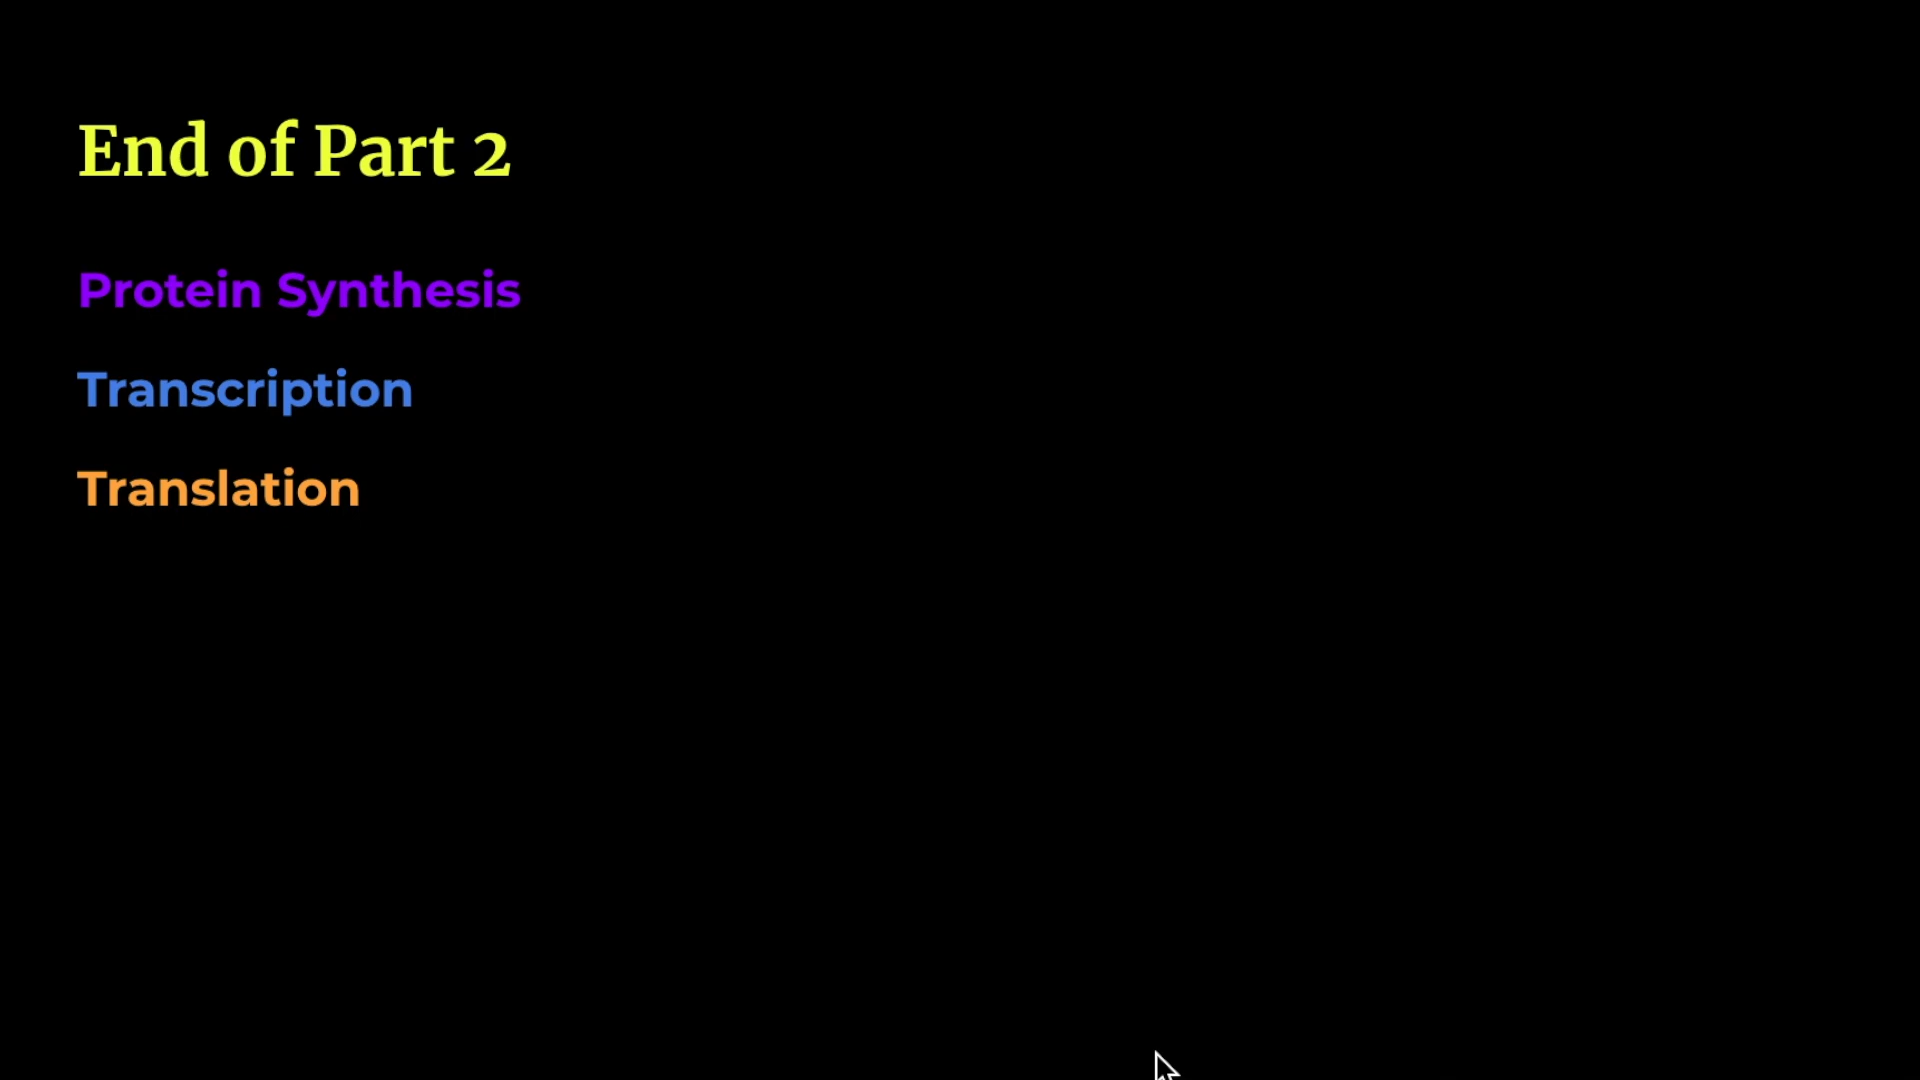 End of Part 2
Protein Synthesis
Transcription
Translation